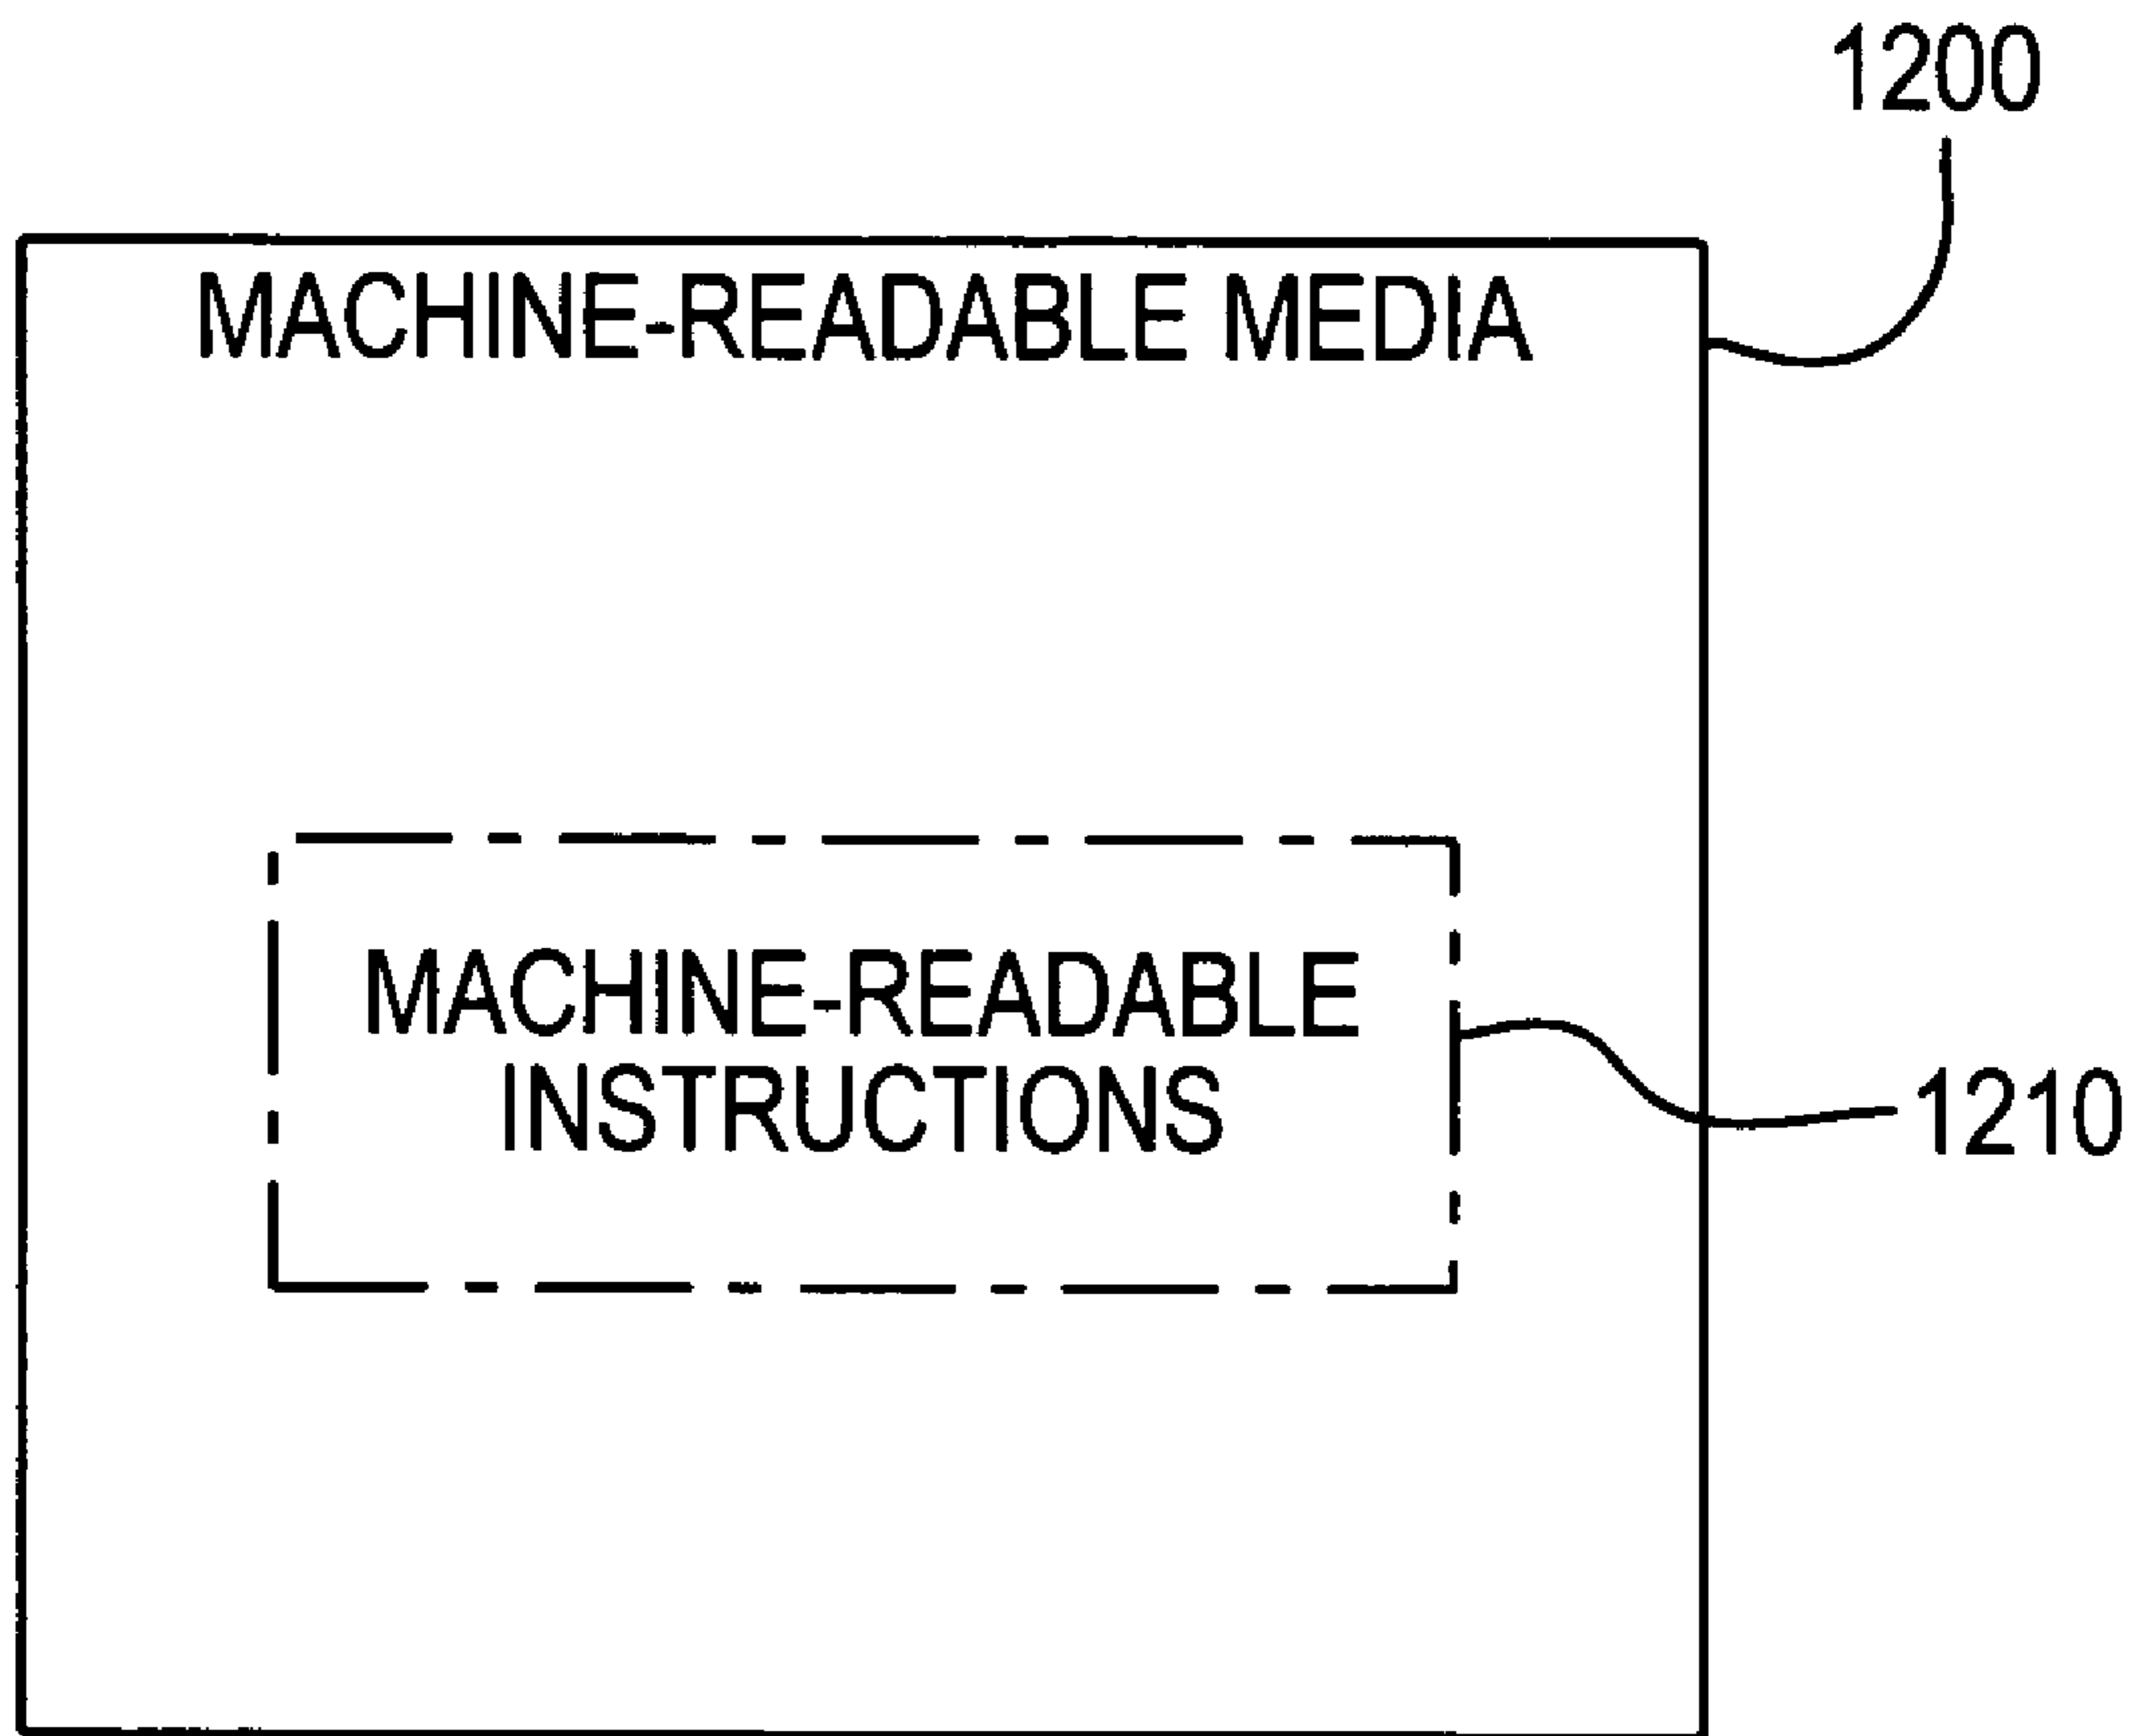 1200
MACHINE-READABLE MEDIA
MACHINE-READABLE
INSTRUCTIONS
1210